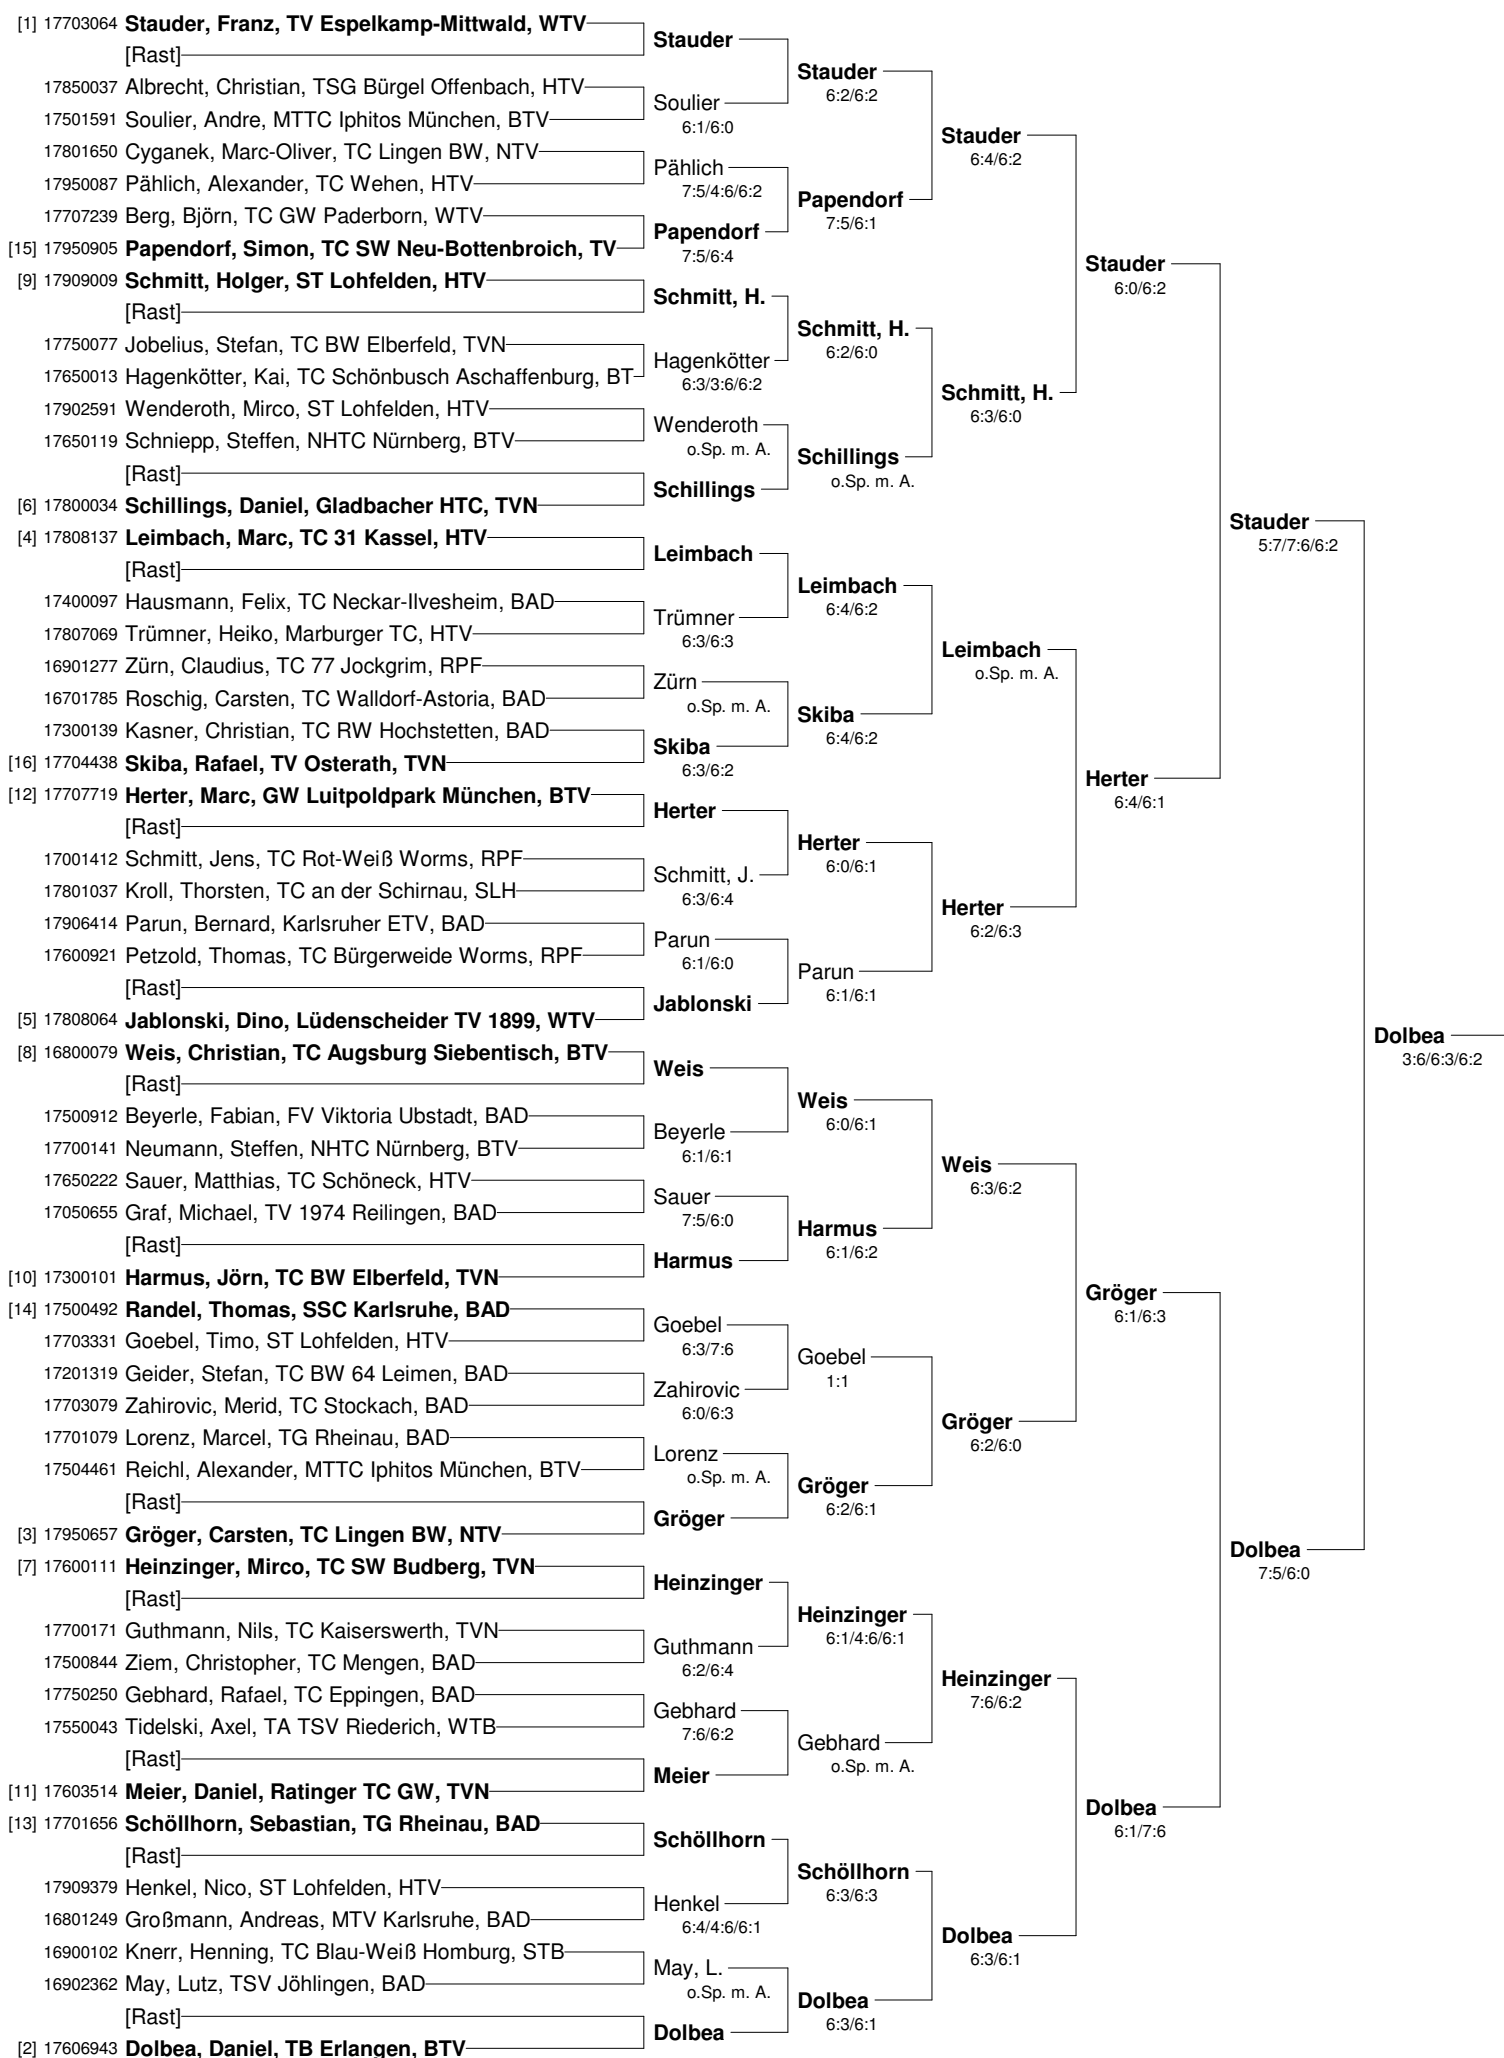 [1] 17703064 Stauder, Franz, TV Espelkamp-Mittwald, WTV
[Rast]
17850037 Albrecht, Christian, TSG Bürgel Offenbach, HTV
17501591 Soulier, Andre, MTTC Iphitos München, BTV
17801650 Cyganek, Marc-Oliver, TC Lingen BW, NTV
17950087 Pählich, Alexander, TC Wehen, HTV
17707239 Berg, Björn, TC GW Paderborn, WTV
[15] 17950905 Papendorf, Simon, TC SW Neu-Bottenbroich, TV
[9] 17909009 Schmitt, Holger, ST Lohfelden, HTV
[Rast]
17750077 Jobelius, Stefan, TC BW Elberfeld, TVN
17650013 Hagenkötter, Kai, TC Schönbusch Aschaffenburg, BT
17902591 Wenderoth, Mirco, ST Lohfelden, HTV
17650119 Schniepp, Steffen, NHTC Nürnberg, BTV
[Rast]
[6] 17800034 Schillings, Daniel, Gladbacher HTC, TVN
[4] 17808137 Leimbach, Marc, TC 31 Kassel, HTV
[Rast]
17400097 Hausmann, Felix, TC Neckar-Ilvesheim, BAD
17807069 Trümner, Heiko, Marburger TC, HTV
16901277 Zürn, Claudius, TC 77 Jockgrim, RPF
16701785 Roschig, Carsten, TC Walldorf-Astoria, BAD
17300139 Kasner, Christian, TC RW Hochstetten, BAD
[16] 17704438 Skiba, Rafael, TV Osterath, TVN
[12] 17707719 Herter, Marc, GW Luitpoldpark München, BTV
[Rast]
17001412 Schmitt, Jens, TC Rot-Weiß Worms, RPF
17801037 Kroll, Thorsten, TC an der Schirnau, SLH
17906414 Parun, Bernard, Karlsruher ETV, BAD
17600921 Petzold, Thomas, TC Bürgerweide Worms, RPF
[Rast]
[5] 17808064 Jablonski, Dino, Lüdenscheider TV 1899, WTV
[8] 16800079 Weis, Christian, TC Augsburg Siebentisch, BTV
[Rast]
17500912 Beyerle, Fabian, FV Viktoria Ubstadt, BAD
17700141 Neumann, Steffen, NHTC Nürnberg, BTV
17650222 Sauer, Matthias, TC Schöneck, HTV
17050655 Graf, Michael, TV 1974 Reilingen, BAD
[Rast]
[10] 17300101 Harmus, Jörn, TC BW Elberfeld, TVN
[14] 17500492 Randel, Thomas, SSC Karlsruhe, BAD
17703331 Goebel, Timo, ST Lohfelden, HTV
17201319 Geider, Stefan, TC BW 64 Leimen, BAD
17703079 Zahirovic, Merid, TC Stockach, BAD
17701079 Lorenz, Marcel, TG Rheinau, BAD
17504461 Reichl, Alexander, MTTC Iphitos München, BTV
[Rast]
[3] 17950657 Gröger, Carsten, TC Lingen BW, NTV
[7] 17600111 Heinzinger, Mirco, TC SW Budberg, TVN
[Rast]
17700171 Guthmann, Nils, TC Kaiserswerth, TVN
17500844 Ziem, Christopher, TC Mengen, BAD
17750250 Gebhard, Rafael, TC Eppingen, BAD
17550043 Tidelski, Axel, TA TSV Riederich, WTB
[Rast]
[11] 17603514 Meier, Daniel, Ratinger TC GW, TVN
[13] 17701656 Schöllhorn, Sebastian, TG Rheinau, BAD
[Rast]
17909379 Henkel, Nico, ST Lohfelden, HTV
16801249 Großmann, Andreas, MTV Karlsruhe, BAD
16900102 Knerr, Henning, TC Blau-Weiß Homburg, STB
16902362 May, Lutz, TSV Jöhlingen, BAD
[Rast]
[2] 17606943 Dolbea, Daniel, TB Erlangen, BTV
Stauder
Soulier
6:1/6:0
Pählich
7:5/4:6/6:2
Papendorf
7:5/6:4
Schmitt, H.
Hagenkötter
6:3/3:6/6:2
Wenderoth
o.Sp. m. A.
Schillings
Leimbach
Trümner
6:3/6:3
Zürn
o.Sp. m. A.
Skiba
6:3/6:2
Herter
Schmitt, J.
6:3/6:4
Parun
6:1/6:0
Jablonski
Weis
Beyerle
6:1/6:1
Sauer
7:5/6:0
Harmus
Goebel
6:3/7:6
Zahirovic
6:0/6:3
Lorenz
o.Sp. m. A.
Gröger
Heinzinger
Guthmann
6:2/6:4
Gebhard
7:6/6:2
Meier
Schöllhorn
Henkel
6:4/4:6/6:1
May, L.
o.Sp. m. A.
Dolbea
Stauder
6:2/6:2
Papendorf
7:5/6:1
Schmitt, H.
6:2/6:0
Schillings
o.Sp. m. A.
Leimbach
6:4/6:2
Skiba
6:4/6:2
Herter
6:0/6:1
Parun
6:1/6:1
Weis
6:0/6:1
Harmus
6:1/6:2
Goebel
1:1
Gröger
6:2/6:1
Heinzinger
6:1/4:6/6:1
Gebhard
o.Sp. m. A.
Schöllhorn
6:3/6:3
Dolbea
6:3/6:1
Stauder
6:4/6:2
Schmitt, H.
6:3/6:0
Leimbach
o.Sp. m. A.
Herter
6:2/6:3
Weis
6:3/6:2
Gröger
6:2/6:0
Heinzinger
7:6/6:2
Dolbea
6:3/6:1
Stauder
6:0/6:2
Herter
6:4/6:1
Gröger
6:1/6:3
Dolbea
6:1/7:6
Stauder
5:7/7:6/6:2
Dolbea
7:5/6:0
Dolbea
3:6/6:3/6:2